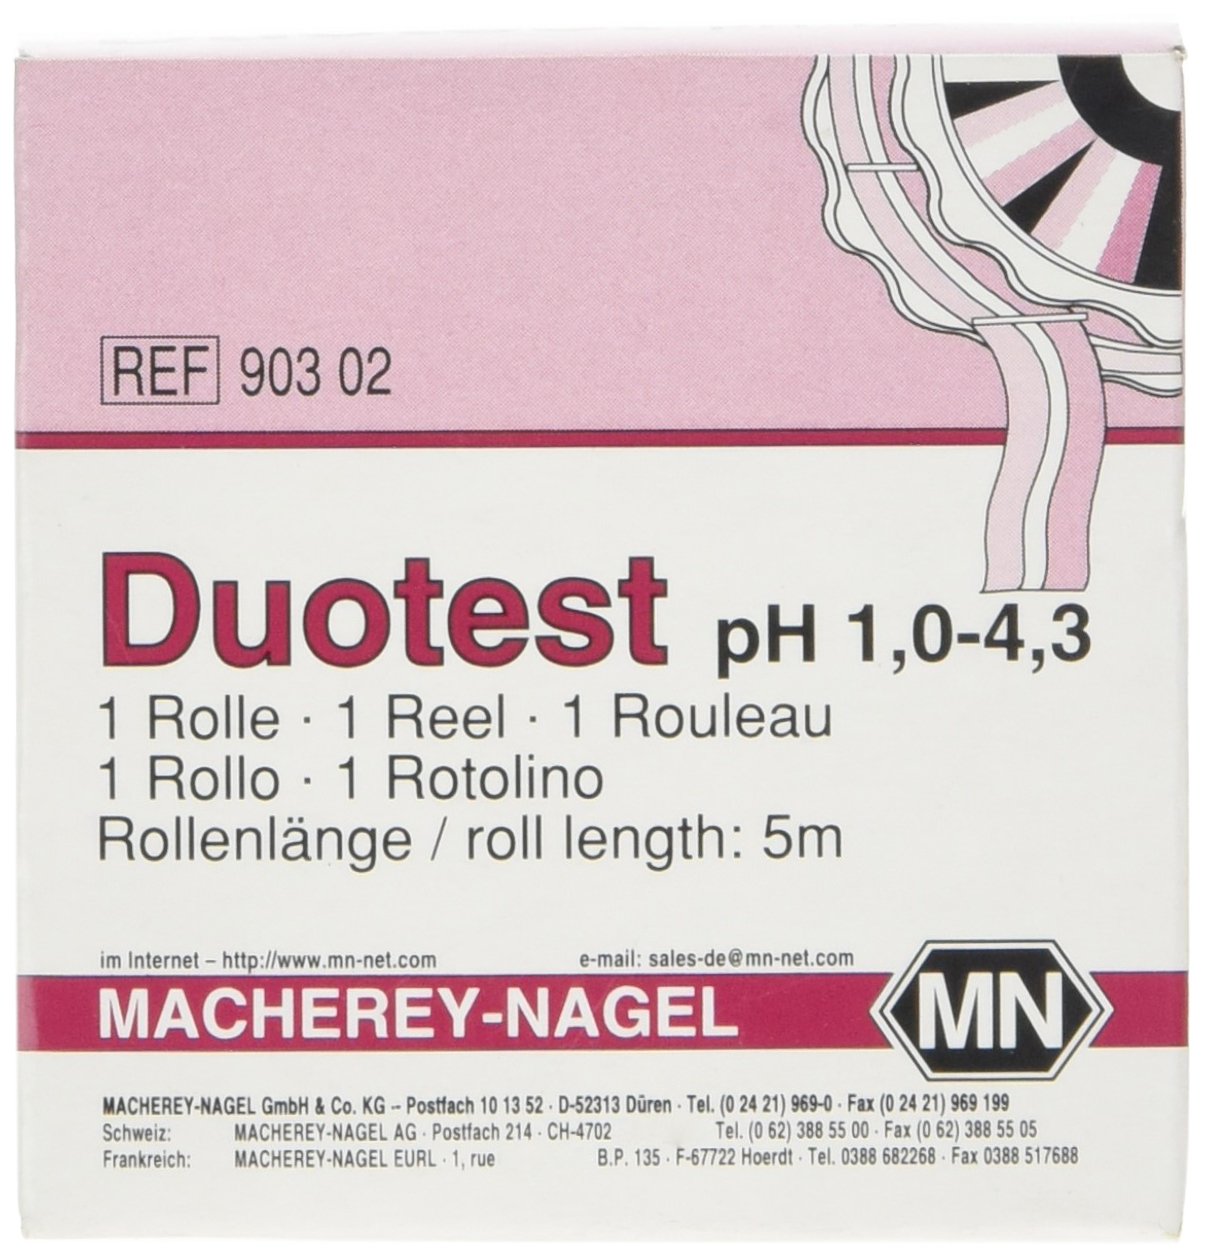 REF 903 02
Duotest pH 1,0-4,3
1 Rolle · 1 Reel · 1 Rouleau
1 Rollo · 1 Rotolino
Rollenlänge / roll length: 5m
im Internet – http://www.mn-net.com e-mail: sales-de@mn-net.com
MACHEREY-NAGEL MN
MACHEREY-NAGEL GmbH & Co. KG – Postfach 10 13 52 · D-52313 Düren · Tel. (0 24 21) 969-0 · Fax (0 24 21) 969 199
Schweiz: MACHEREY-NAGEL AG · Postfach 214 · CH-4702 Tel. (0 62) 388 55 00 · Fax (0 62) 388 55 05
Frankreich: MACHEREY-NAGEL EURL · 1, rue B.P. 135 · F-67722 Hoerdt · Tel. 0388 682268 · Fax 0388 517688